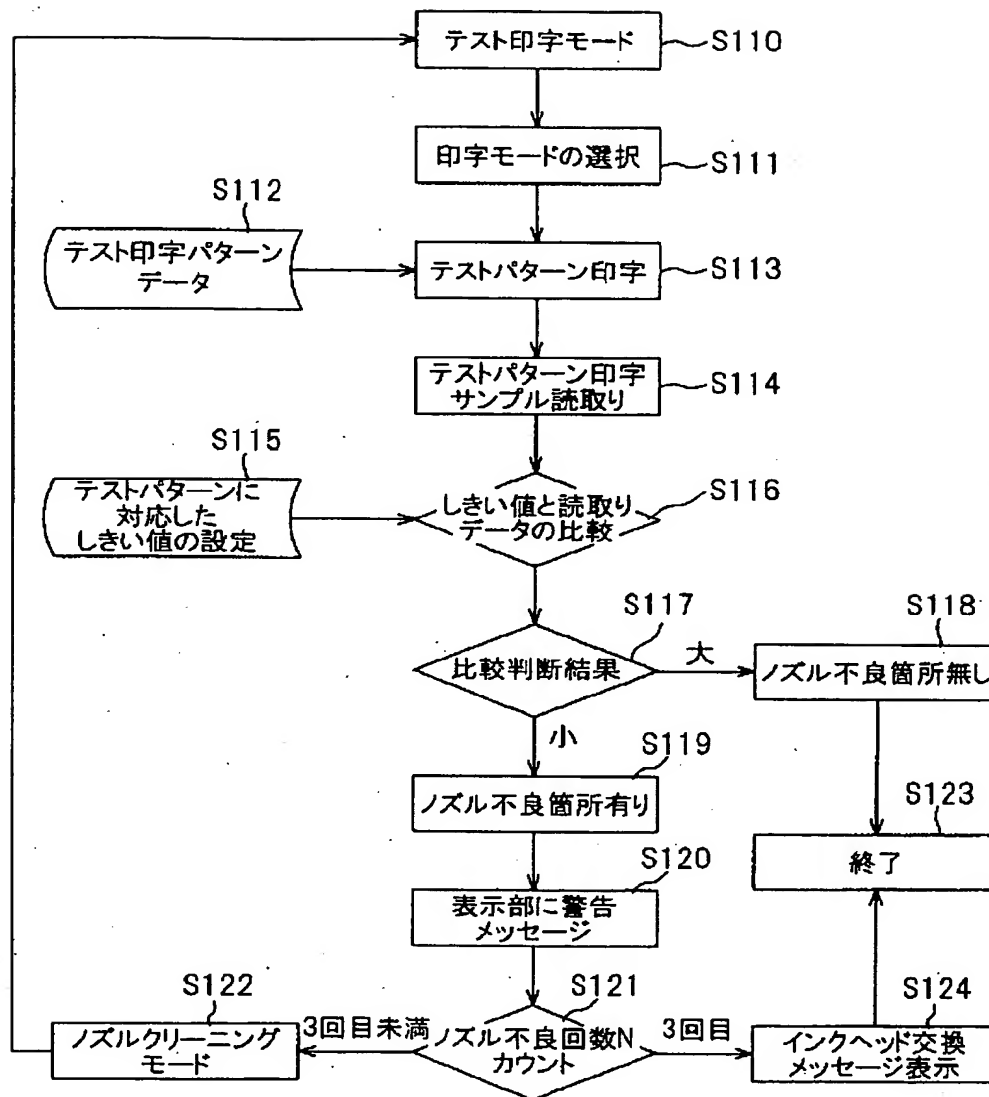 テスト印字モード
S110
印字モードの選択
S111
S112
テスト印字パターン
データ
テストパターン印字
S113
テストパターン印字
サンプル読取り
S114
S115
テストパターンに
対応した
しきい値の設定
しきい値と読取り
データの比較
S116
S117
比較判断結果
大
S118
ノズル不良箇所無し
小
S119
ノズル不良箇所有り
S123
終了
S120
表示部に警告
メッセージ
S121
ノズル不良回数N
カウント
3回目未満
S122
ノズルクリーニング
モード
3回目
S124
インクヘッド交換
メッセージ表示